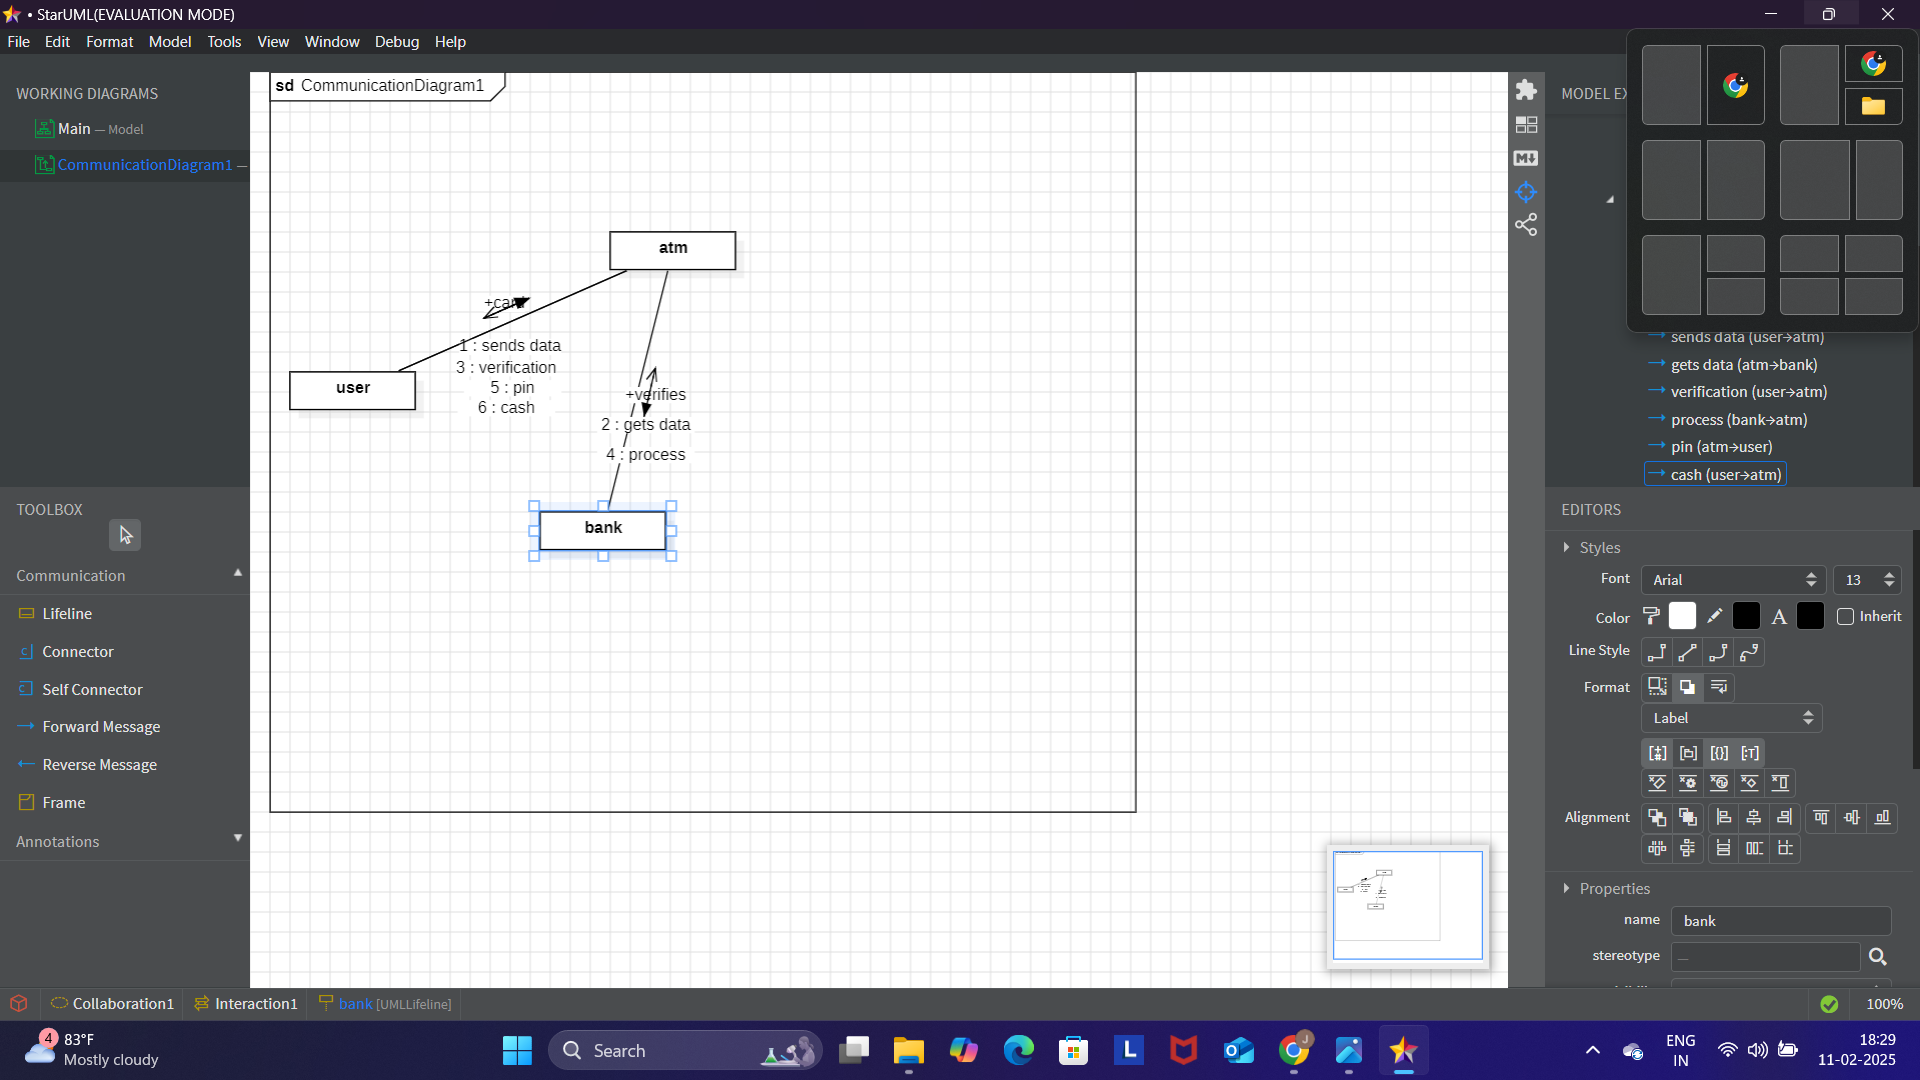 • StarUML(EVALUATION MODE)
File Edit Format Model Tools View Window Debug Help
WORKING DIAGRAMS
Main — Model
CommunicationDiagram1 —
TOOLBOX
Communication
Lifeline
Connector
Self Connector
Forward Message
Reverse Message
Frame
Annotations
sd CommunicationDiagram1
atm
+card
1 : sends data
3 : verification
5 : pin
6 : cash
user
+verifies
2 : gets data
4 : process
bank
MODEL EX
sends data (user→atm)
gets data (atm→bank)
verification (user→atm)
process (bank→atm)
pin (atm→user)
cash (user→atm)
EDITORS
Styles
Font Arial 13
Color A Inherit
Line Style
Format
Label
Alignment
Properties
name bank
stereotype —
Collaboration1 Interaction1 bank [UMLLifeline]
100%
4 83°F
Mostly cloudy
Search
L
J
ENG
IN
18:29
11-02-2025